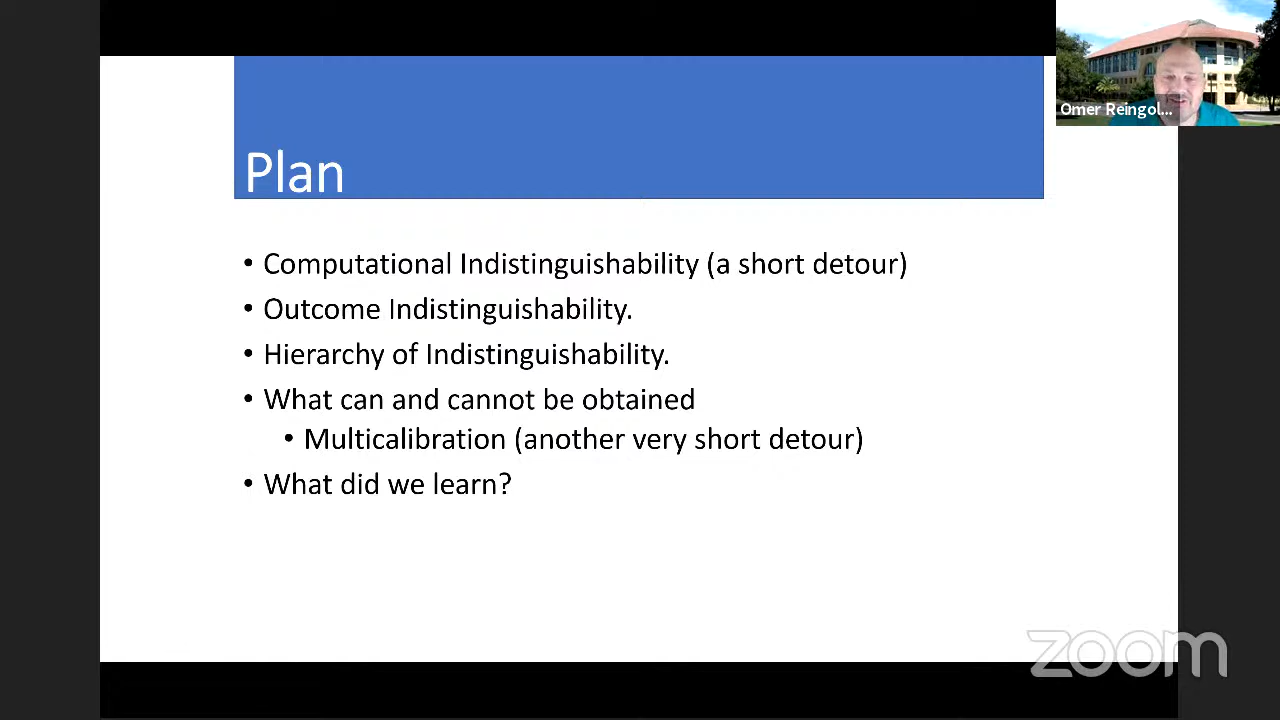 Omer Reingol...
Plan
• Computational Indistinguishability (a short detour)
• Outcome Indistinguishability.
• Hierarchy of Indistinguishability.
• What can and cannot be obtained
• Multicalibration (another very short detour)
• What did we learn?
zoom